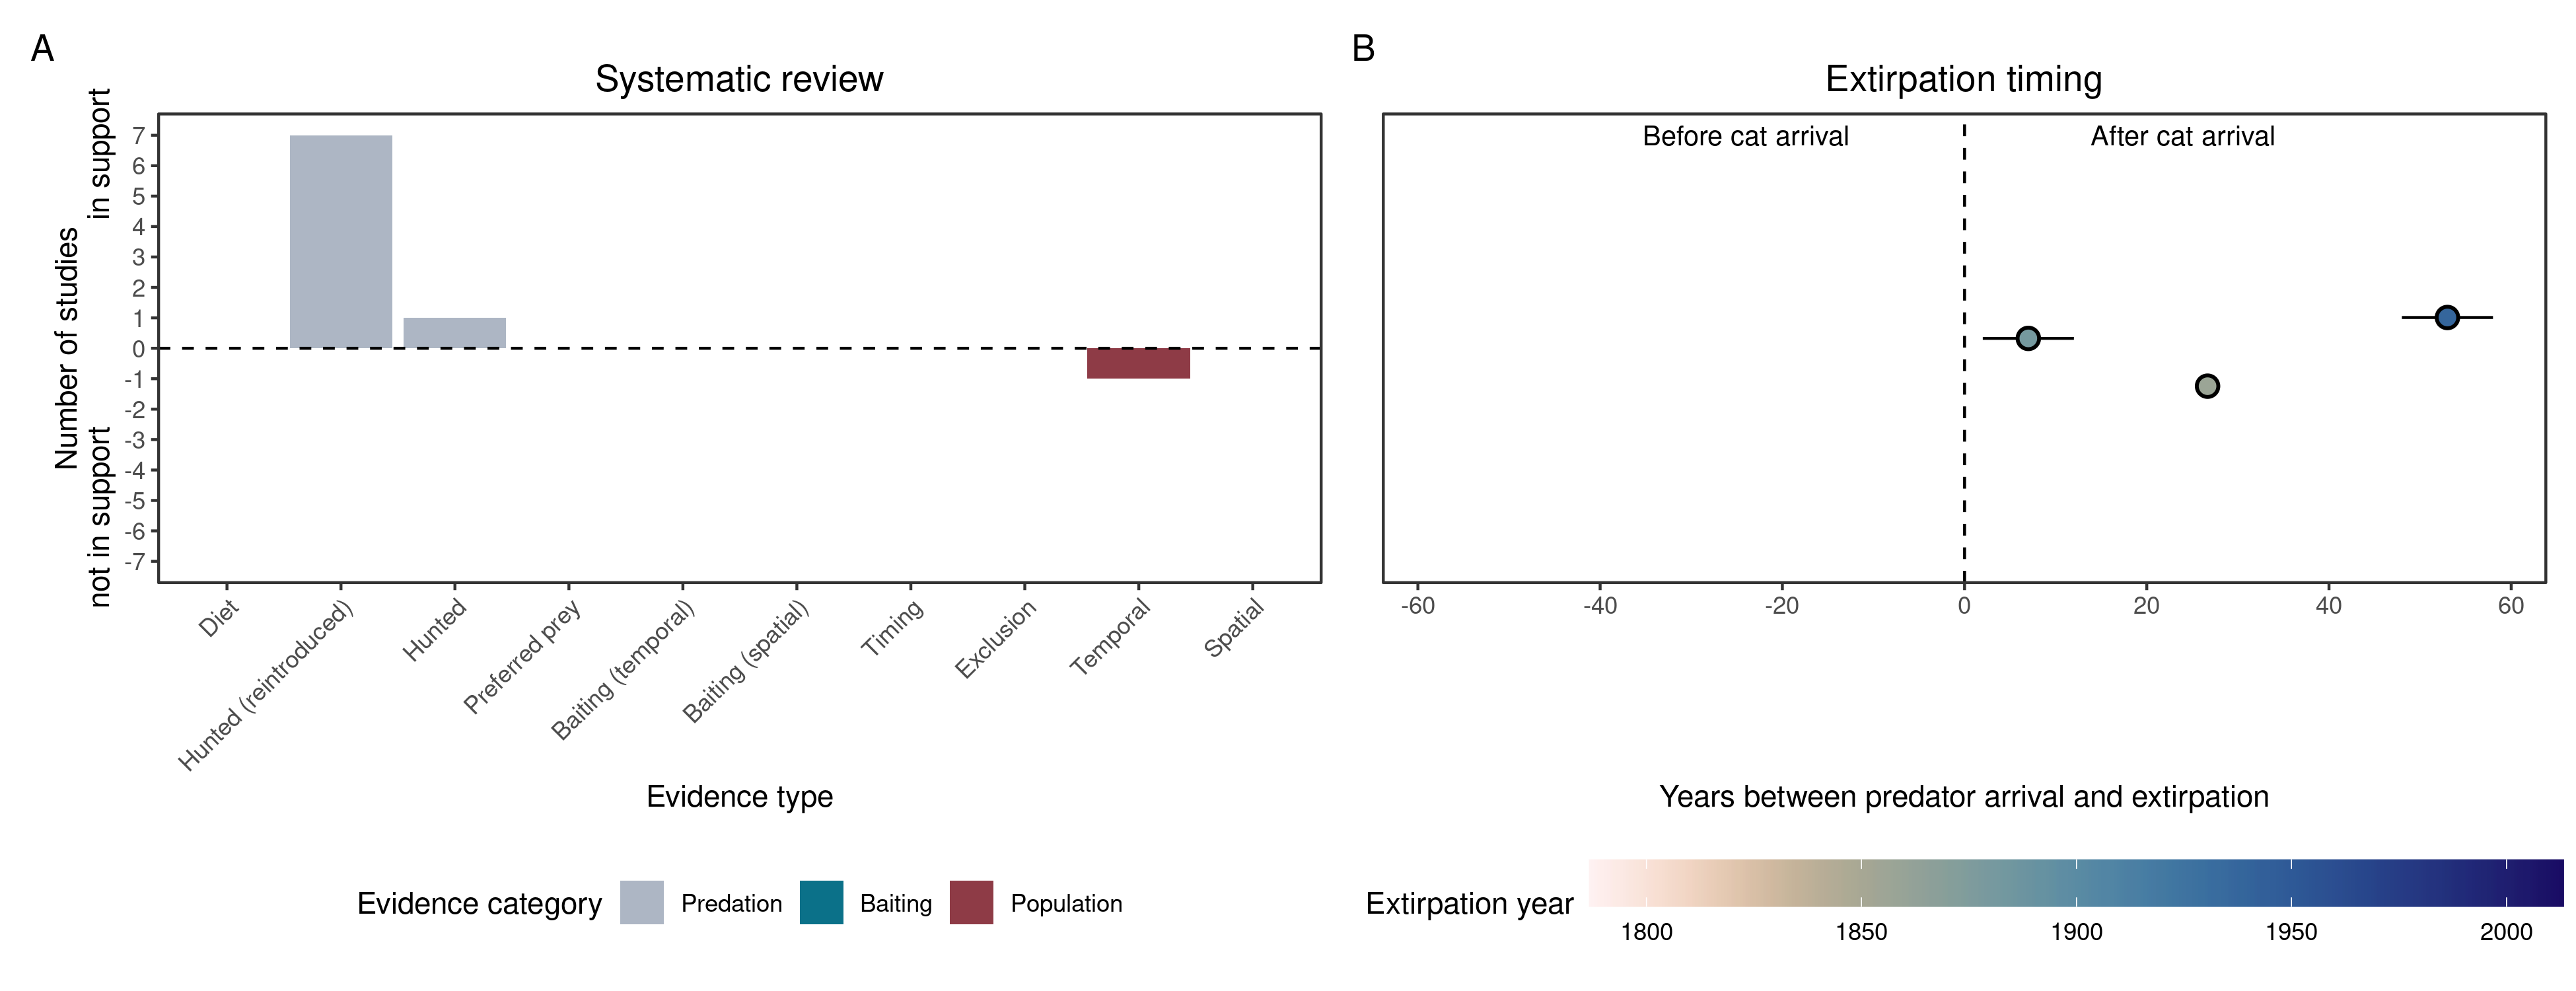 A
Systematic review
Number of studies
in support
not in support
7
6
5
4
3
2
1
0
-1
-2
-3
-4
-5
-6
-7
Diet
Hunted (reintroduced)
Hunted
Preferred prey
Baiting (temporal)
Baiting (spatial)
Timing
Exclusion
Temporal
Spatial
Evidence type
Evidence category Predation Baiting Population
B
Extirpation timing
Before cat arrival After cat arrival
-60 -40 -20 0 20 40 60
Years between predator arrival and extirpation
Extirpation year
1800 1850 1900 1950 2000